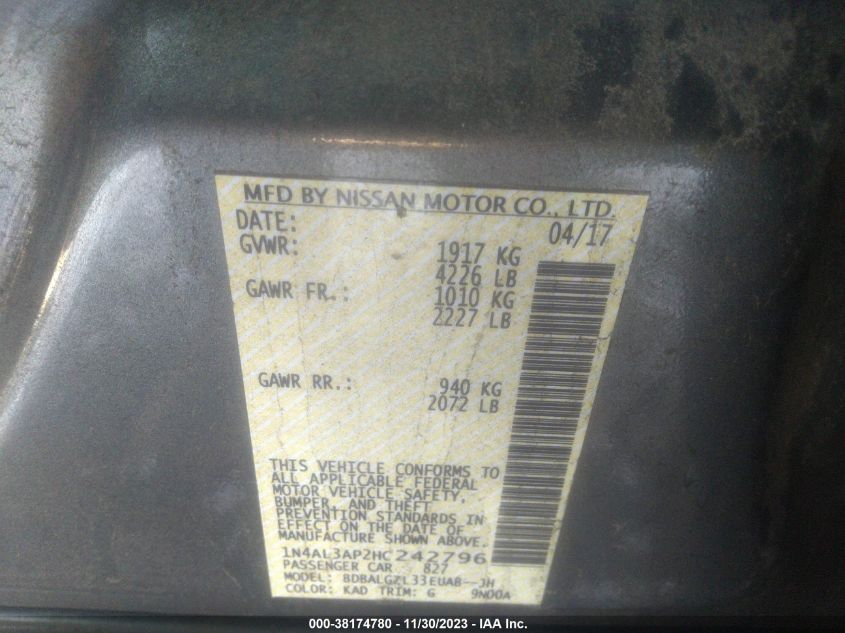 MFD BY NISSAN MOTOR CO., LTD.
DATE: 04/17
GVWR: 1917 KG
4226 LB
GAWR FR.: 1010 KG
2227 LB
GAWR RR.: 940 KG
2072 LB
THIS VEHICLE CONFORMS TO
ALL APPLICABLE FEDERAL
MOTOR VEHICLE SAFETY,
BUMPER, AND THEFT
PREVENTION STANDARDS IN
EFFECT ON THE DATE OF
MANUFACTURE SHOWN ABOVE.
1N4AL3AP2HC242796
PASSENGER CAR 827
MODEL: BDBALGZL33EUAB--JH
COLOR: KAD TRIM: G 9N00A
000-38174780 - 11/30/2023 - IAA Inc.